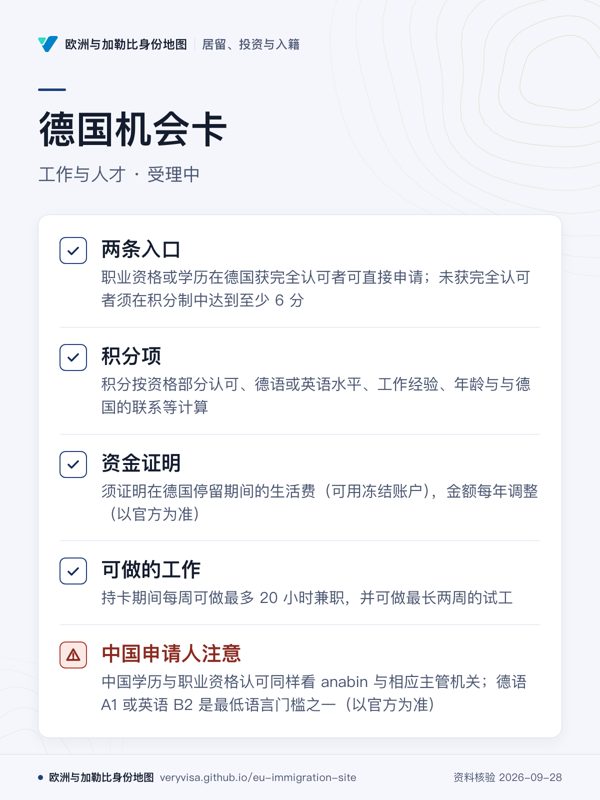 欧洲与加勒比身份地图 居留、投资与入籍
德国机会卡
工作与人才 · 受理中
两条入口
职业资格或学历在德国获完全认可者可直接申请；未获完全认可
者须在积分制中达到至少 6 分
积分项
积分按资格部分认可、德语或英语水平、工作经验、年龄与与德
国的联系等计算
资金证明
须证明在德国停留期间的生活费（可用冻结账户），金额每年调整
（以官方为准）
可做的工作
持卡期间每周可做最多 20 小时兼职，并可做最长两周的试工
中国申请人注意
中国学历与职业资格认可同样看 anabin 与相应主管机关；德语
A1 或英语 B2 是最低语言门槛之一（以官方为准）
欧洲与加勒比身份地图 veryvisa.github.io/eu-immigration-site 资料核验 2026-09-28